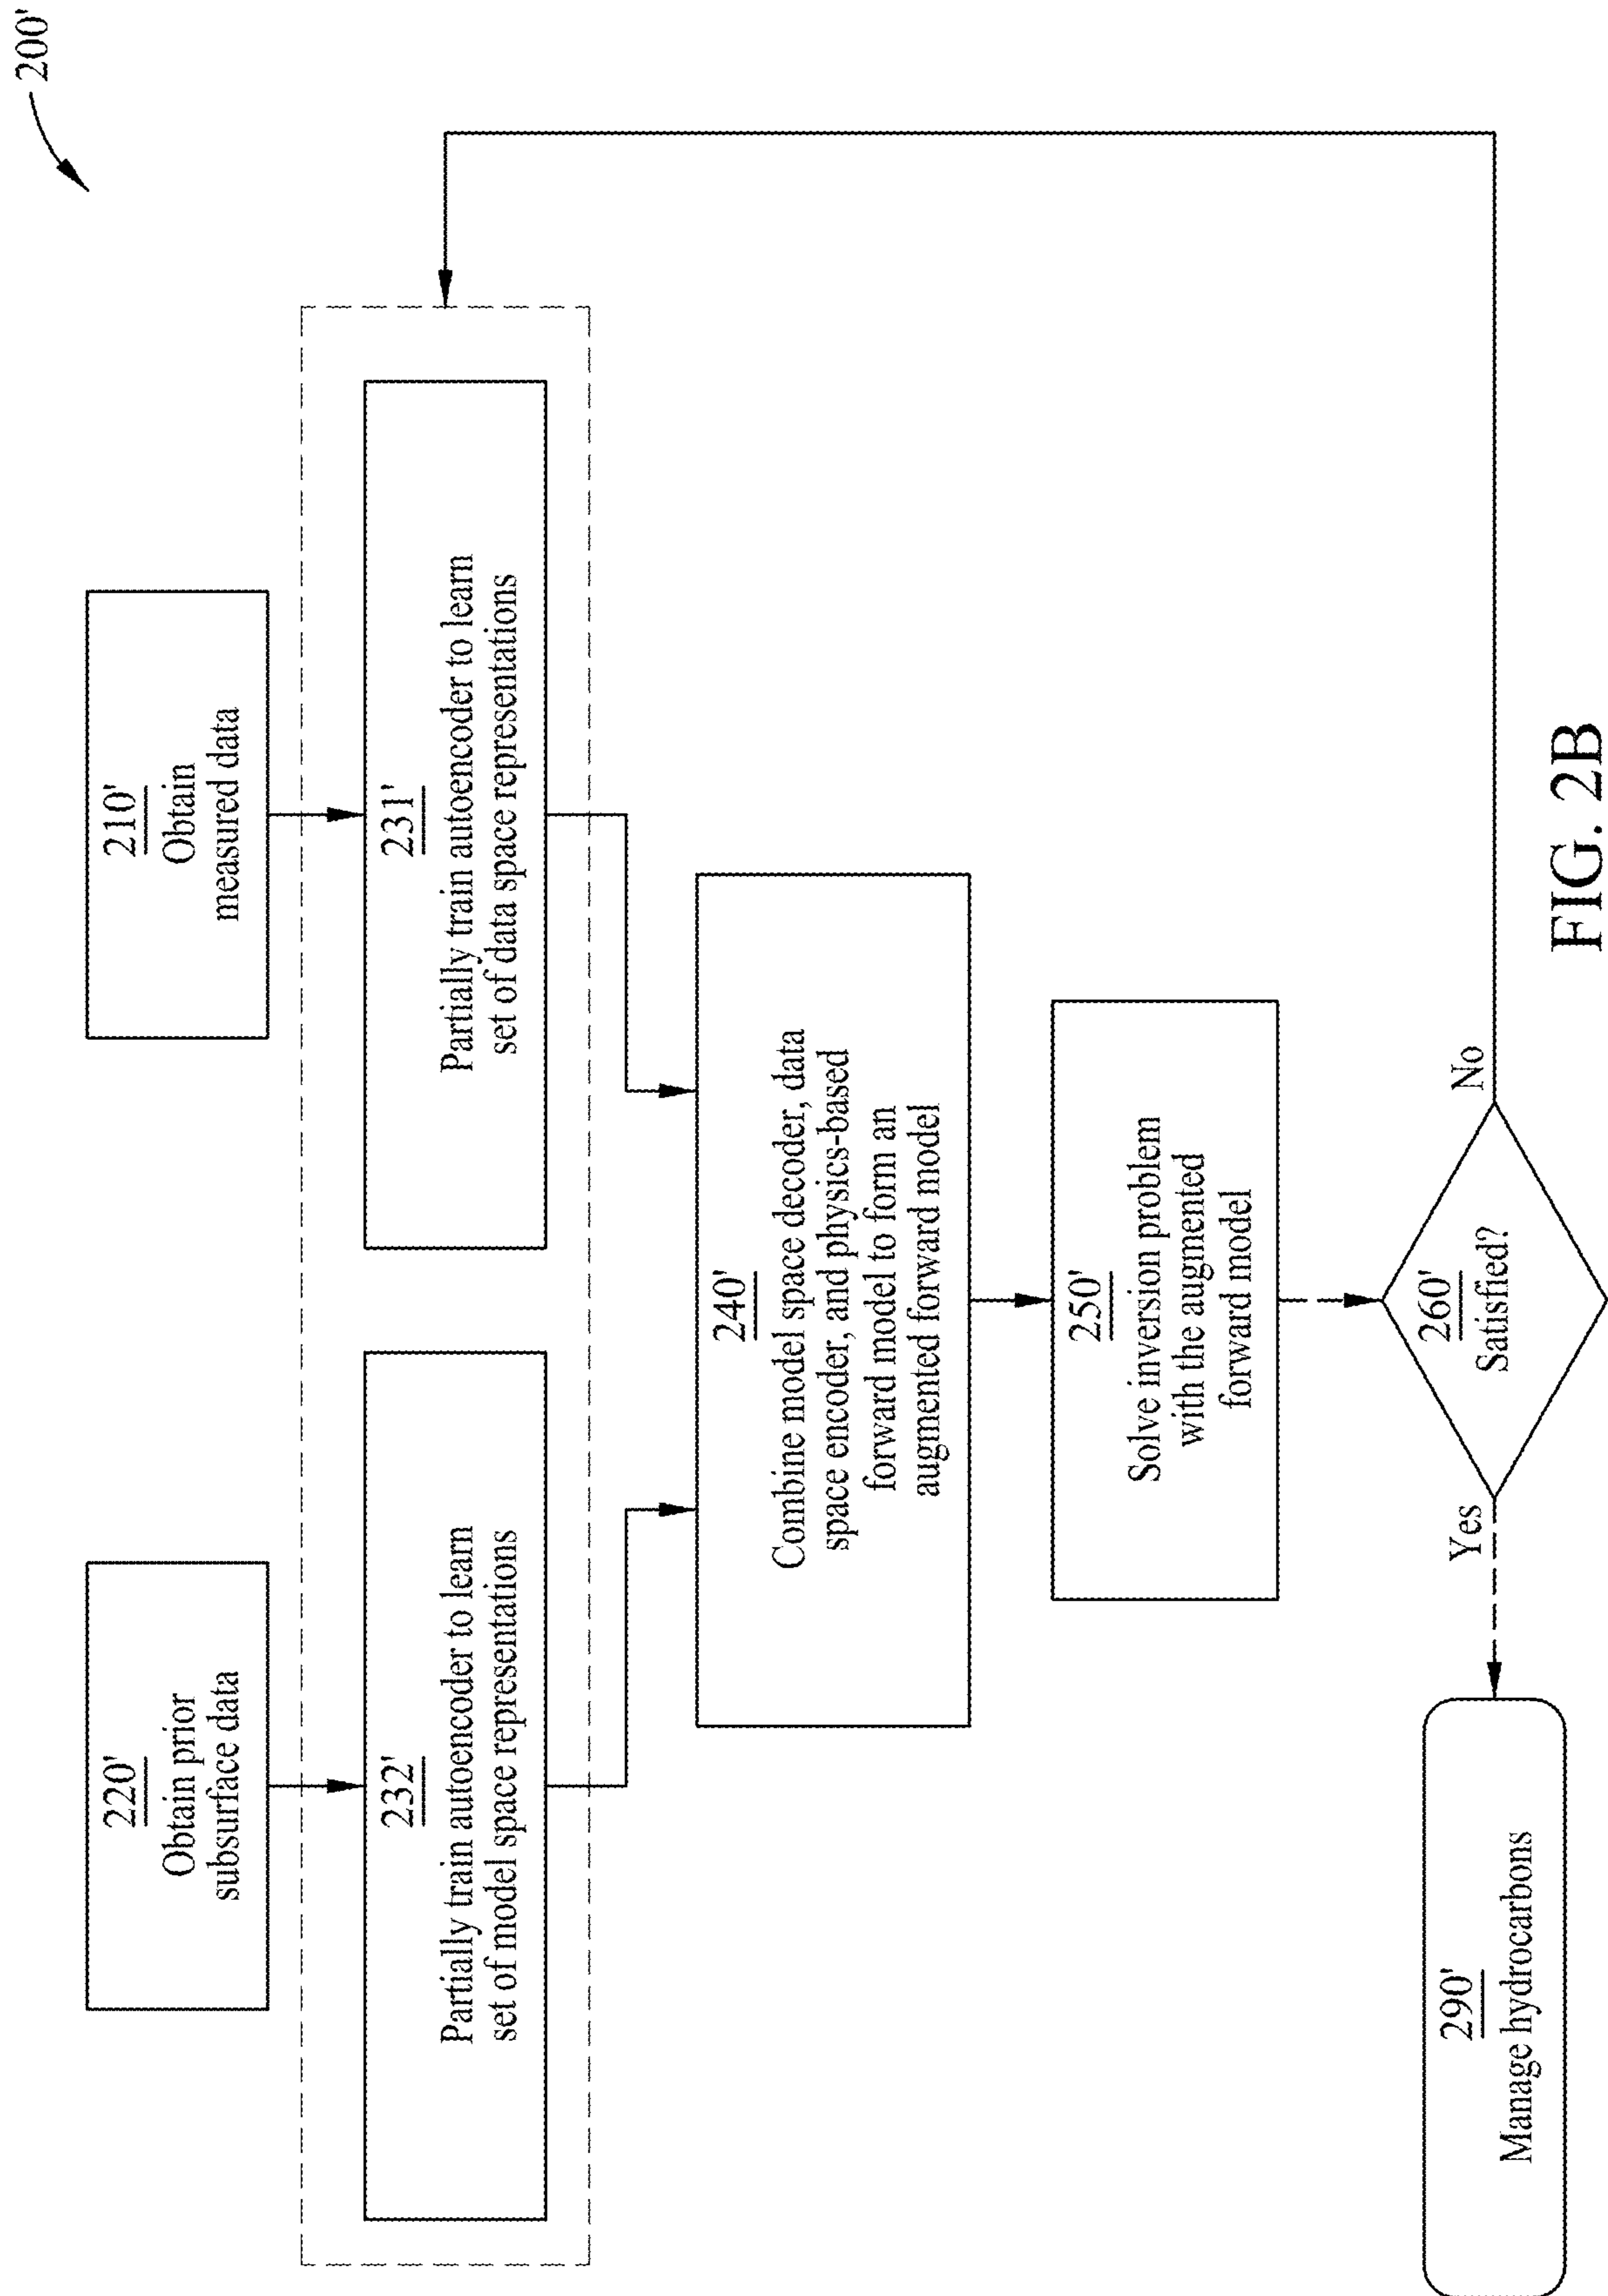 200'
220'
Obtain prior
subsurface data
210'
Obtain
measured data
232'
Partially train autoencoder to learn
set of model space representations
231'
Partially train autoencoder to learn
set of data space representations
240'
Combine model space decoder, data
space encoder, and physics-based
forward model to form an
augmented forward model
250'
Solve inversion problem
with the augmented
forward model
260'
Satisfied?
Yes
No
290'
Manage hydrocarbons
FIG. 2B